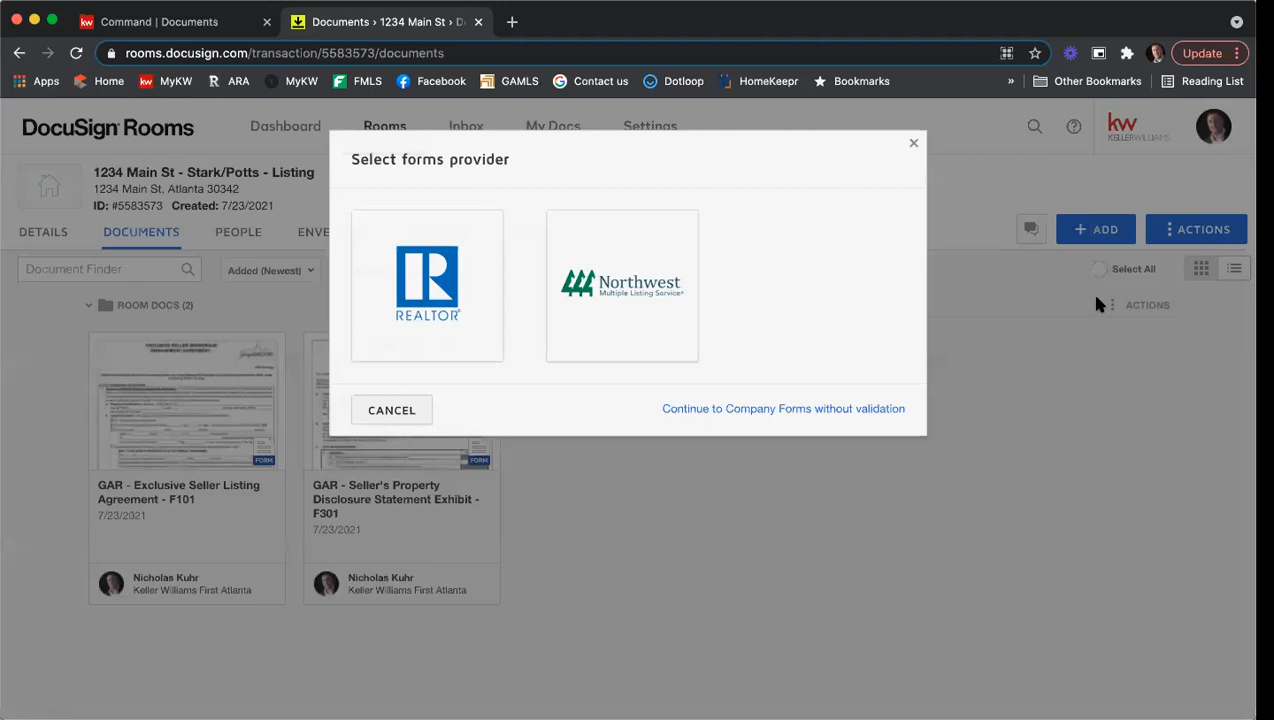 Command | Documents
Documents › 1234 Main St › D
rooms.docusign.com/transaction/5583573/documents
Update
Apps
Home
MyKW
ARA
MyKW
FMLS
Facebook
GAMLS
Contact us
Dotloop
HomeKeepr
Bookmarks
»
Other Bookmarks
Reading List
DocuSign Rooms
Dashboard
Rooms
Inbox
My Docs
Settings
kw
KELLERWILLIAMS
1234 Main St - Stark/Potts - Listing
1234 Main St, Atlanta 30342
ID: #5583573 Created: 7/23/2021
DETAILS
DOCUMENTS
PEOPLE
ENVE
+ ADD
ACTIONS
Document Finder
Added (Newest)
Select All
ROOM DOCS (2)
ACTIONS
Select forms provider
REALTOR®
Northwest
Multiple Listing Service®
CANCEL
Continue to Company Forms without validation
FORM
FORM
GAR - Exclusive Seller Listing
Agreement - F101
7/23/2021
Nicholas Kuhr
Keller Williams First Atlanta
GAR - Seller's Property
Disclosure Statement Exhibit -
F301
7/23/2021
Nicholas Kuhr
Keller Williams First Atlanta